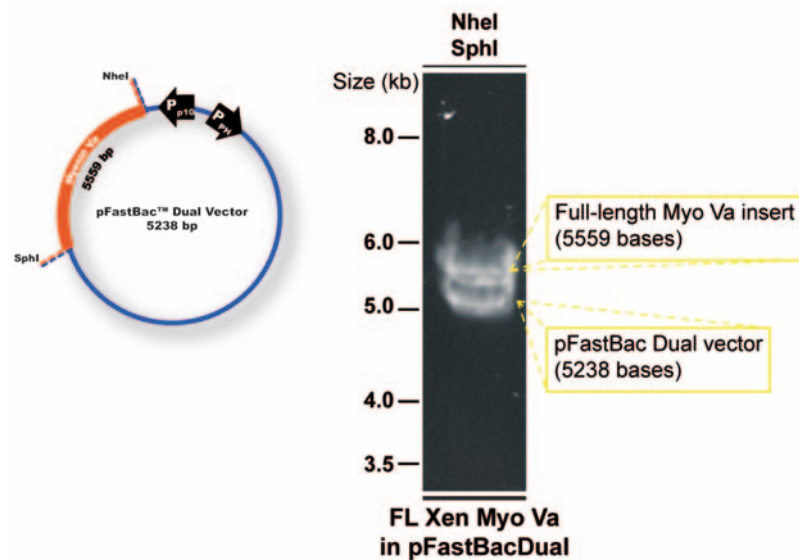 NheI
SphI
Size (kb)
8.0
6.0
5.0
4.0
3.5
Full-length Myo Va insert
(5559 bases)
pFastBac Dual vector
(5238 bases)
FL Xen Myo Va
in pFastBacDual
NheI
P p10
P PH
Myosin Va
5559 bp
pFastBac™ Dual Vector
5238 bp
SphI